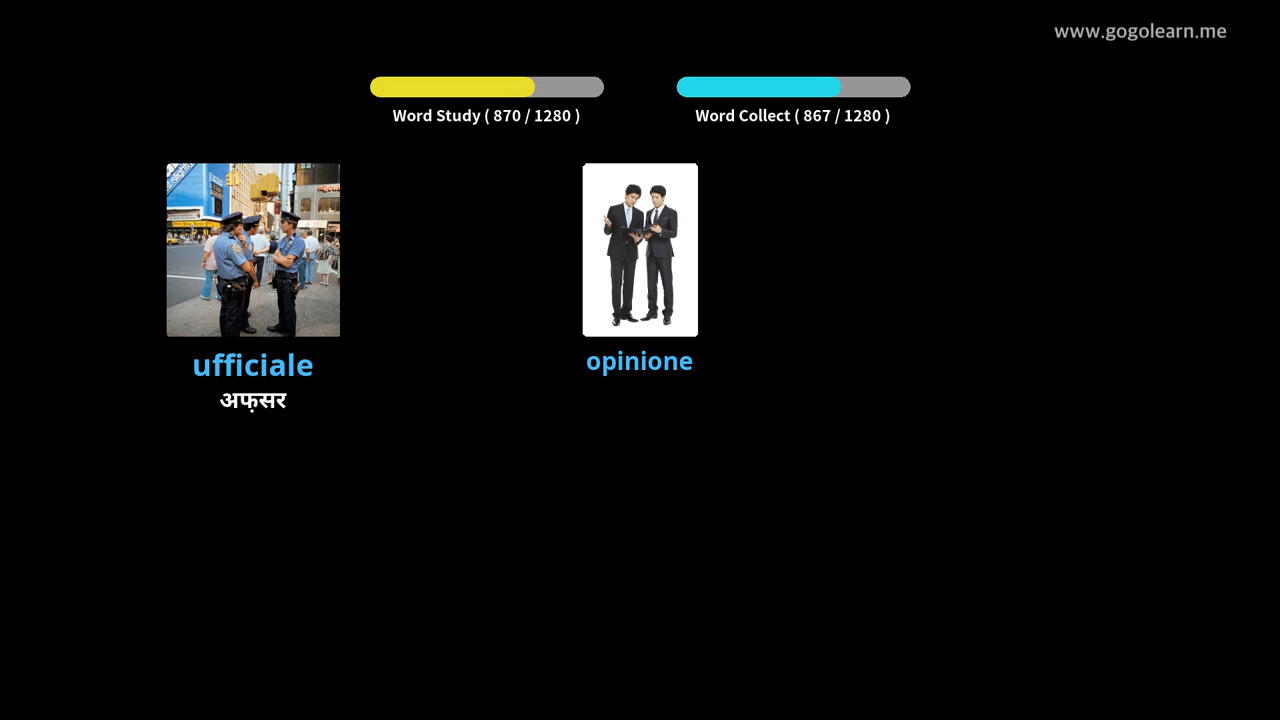 www.gogolearn.me
Word Study ( 870 / 1280 )
Word Collect ( 867 / 1280 )
ufficiale
अफ़सर
opinione